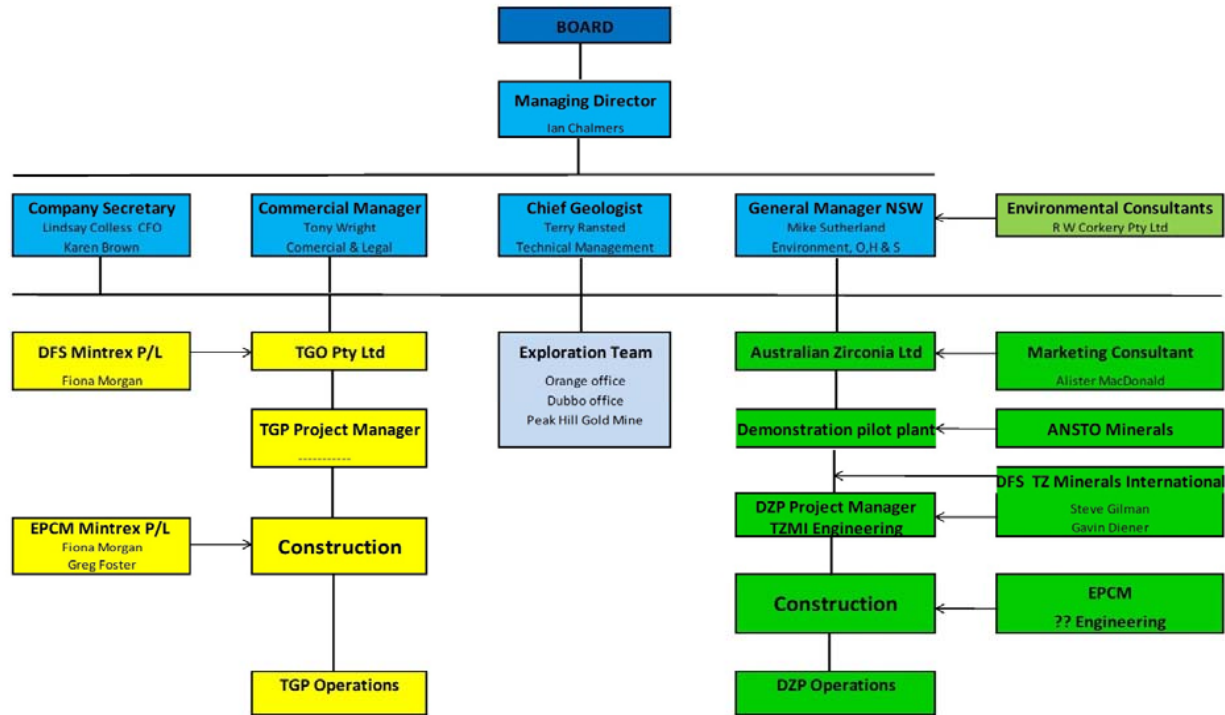 BOARD
Managing Director
Ian Chalmers
Company Secretary
Lindsay Colless CFO
Karen Brown
Commercial Manager
Tony Wright
Comercial & Legal
Chief Geologist
Terry Ransted
Technical Management
General Manager NSW
Mike Sutherland
Environment, O,H & S
Environmental Consultants
R W Corkery Pty Ltd
DFS Mintrex P/L
Fiona Morgan
TGO Pty Ltd
Exploration Team
Orange office
Dubbo office
Peak Hill Gold Mine
Australian Zirconia Ltd
Marketing Consultant
Alister MacDonald
TGP Project Manager
-----------
Demonstration pilot plant
ANSTO Minerals
DFS TZ Minerals International
Steve Gilman
Gavin Diener
DZP Project Manager
TZMI Engineering
EPCM Mintrex P/L
Fiona Morgan
Greg Foster
Construction
Construction
EPCM
?? Engineering
TGP Operations
DZP Operations